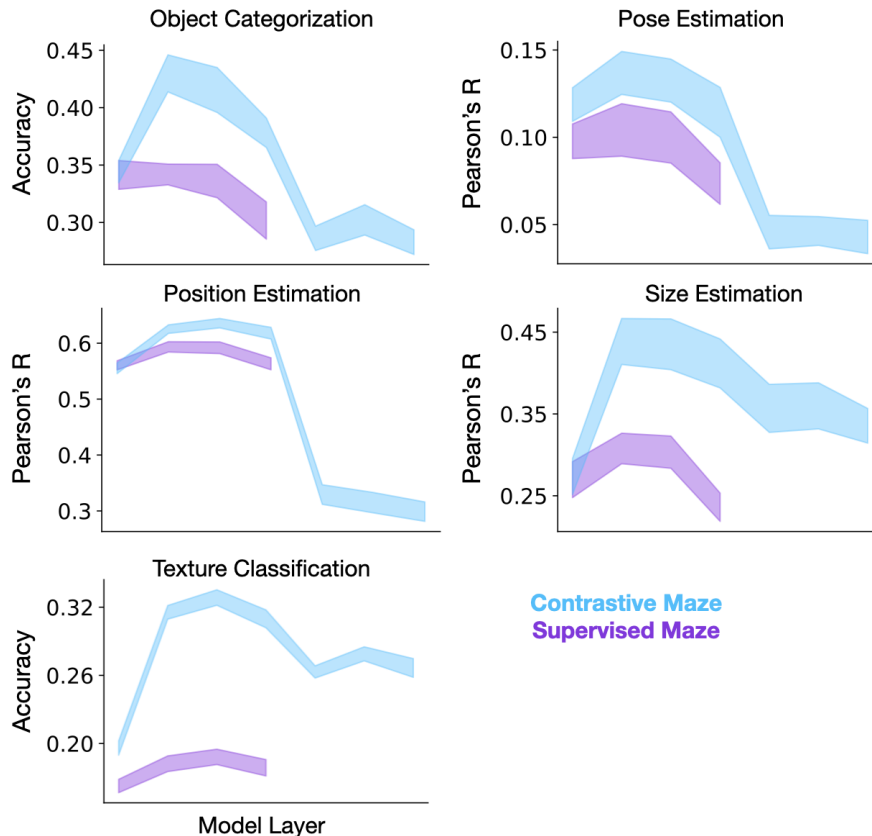 Object Categorization
Accuracy
0.45
0.40
0.35
0.30
Pose Estimation
Pearson's R
0.15
0.10
0.05
Position Estimation
Pearson's R
0.6
0.5
0.4
0.3
Size Estimation
Pearson's R
0.45
0.35
0.25
Texture Classification
Accuracy
0.32
0.26
0.20
Model Layer
Contrastive Maze
Supervised Maze